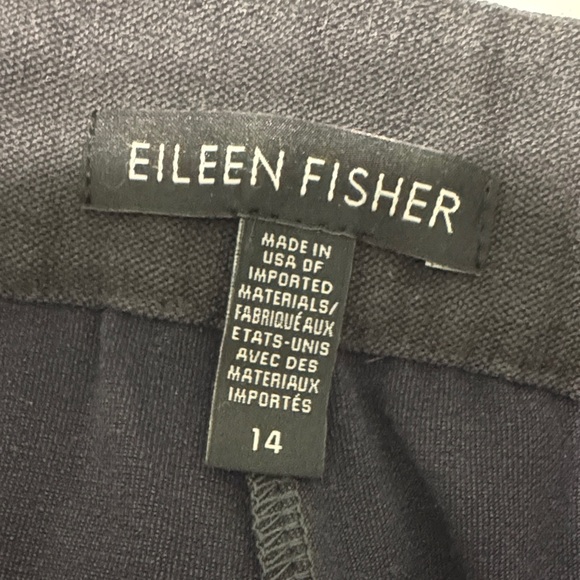 EILEEN FISHER
MADE IN
USA OF
IMPORTED
MATERIALS/
FABRIQUÉ AUX
ETATS-UNIS
AVEC DES
MATERIAUX
IMPORTÉS
14